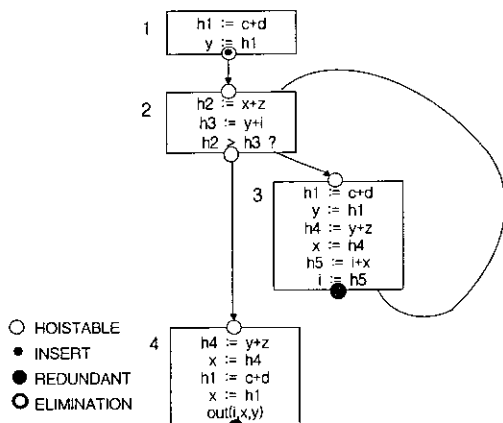 1
h1 := c+d
y := h1
2
h2 := x+z
h3 := y+i
h2 > h3 ?
3
h1 := c+d
y := h1
h4 := y+z
x := h4
h5 := i+x
i := h5
4
h4 := y+z
x := h4
h1 := c+d
x := h1
out(i,x,y)
HOISTABLE
INSERT
REDUNDANT
ELIMINATION